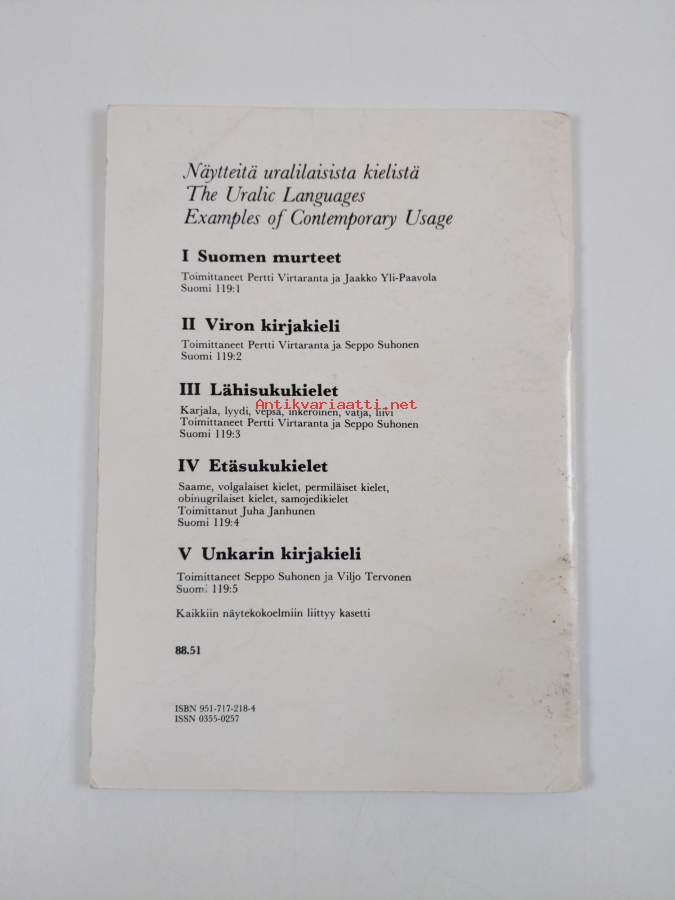 Näytteitä uralilaisista kielistä
The Uralic Languages
Examples of Contemporary Usage
I Suomen murteet
Toimittaneet Pertti Virtaranta ja Jaakko Yli-Paavola
Suomi 119:1
II Viron kirjakieli
Toimittaneet Pertti Virtaranta ja Seppo Suhonen
Suomi 119:2
III Lähisukukielet
Antikvariaatti.net
Karjala, lyydi, vepsä, inkeroinen, vatja, liivi
Toimittaneet Pertti Virtaranta ja Seppo Suhonen
Suomi 119:3
IV Etäsukukielet
Saame, volgalaiset kielet, permiläiset kielet,
obinugrilaiset kielet, samojedikielet
Toimittanut Juha Janhunen
Suomi 119:4
V Unkarin kirjakieli
Toimittaneet Seppo Suhonen ja Viljo Tervonen
Suomi 119:5
Kaikkiin näytekokoelmiin liittyy kasetti
88.51
ISBN 951-717-218-4
ISSN 0355-0257